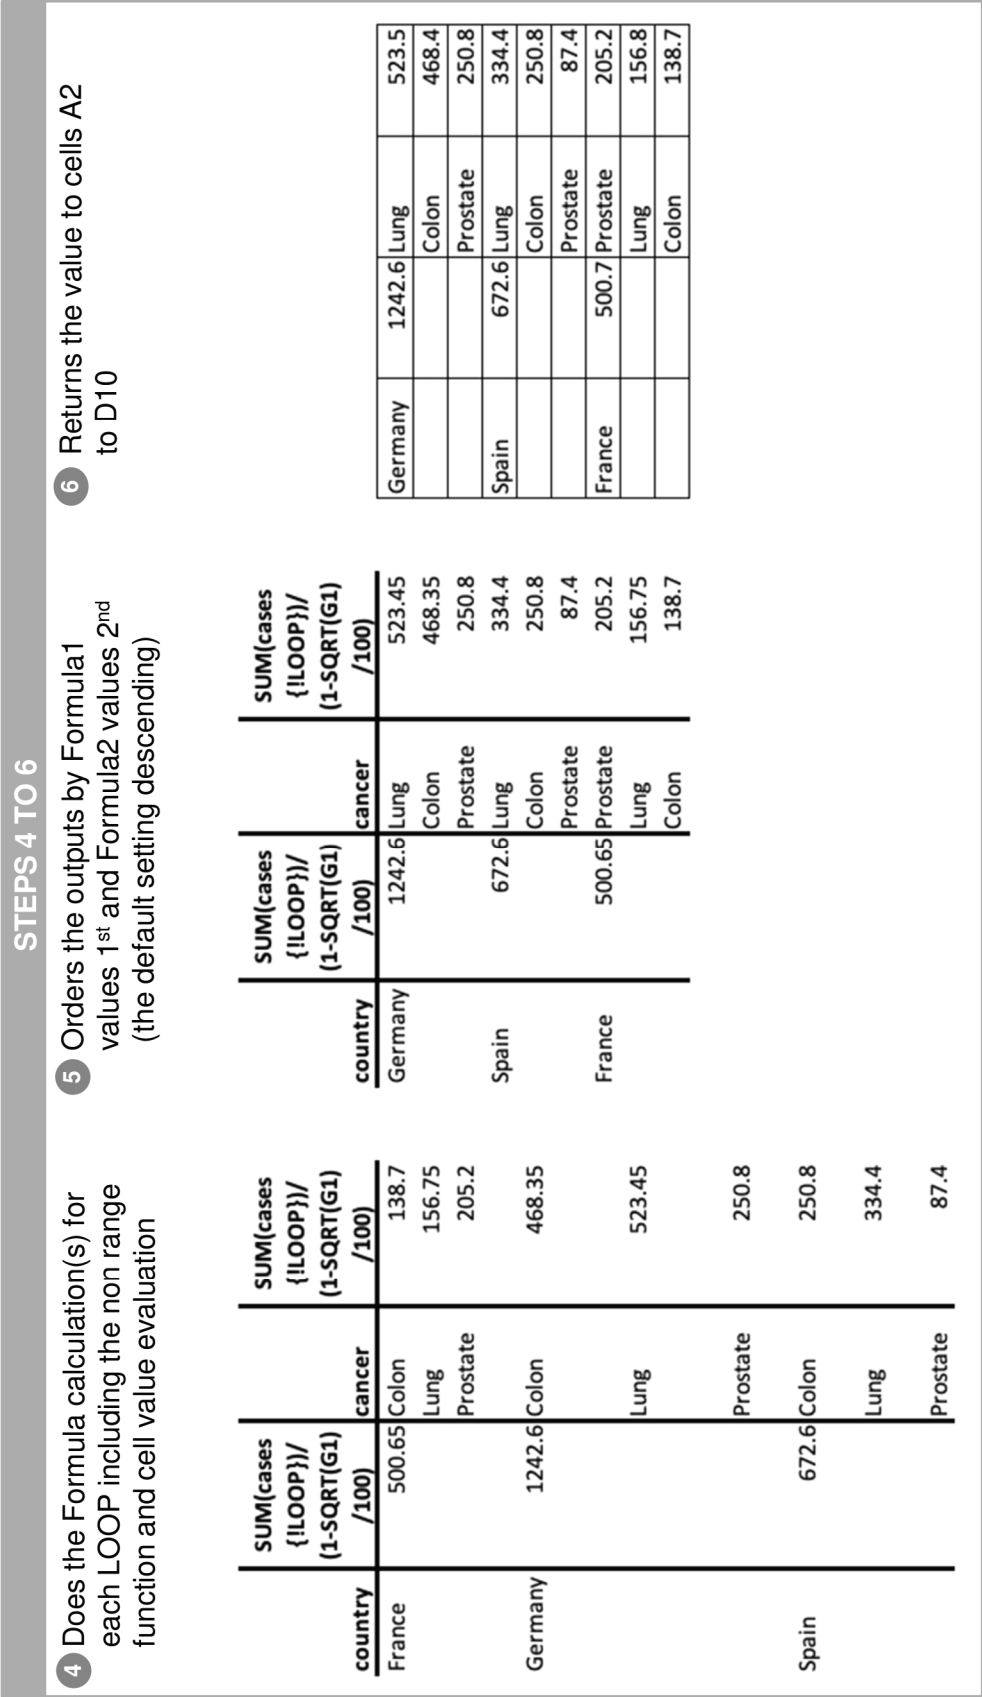 STEPS 4 TO 6
4 Does the Formula calculation(s) for
each LOOP including the non range
function and cell value evaluation
country SUM(cases {!LOOP})/ (1-SQRT(G1) /100) cancer SUM(cases {!LOOP})/ (1-SQRT(G1) /100)
France 500.65 Colon 138.7
Lung 156.75
Prostate 205.2
Germany 1242.6 Colon 468.35
Lung 523.45
Prostate 250.8
Spain 672.6 Colon 250.8
Lung 334.4
Prostate 87.4
5 Orders the outputs by Formula1
values 1st and Formula2 values 2nd
(the default setting descending)
country SUM(cases {!LOOP})/ (1-SQRT(G1) /100) cancer SUM(cases {!LOOP})/ (1-SQRT(G1) /100)
Germany 1242.6 Lung 523.45
Colon 468.35
Prostate 250.8
Spain 672.6 Lung 334.4
Colon 250.8
Prostate 87.4
France 500.65 Prostate 205.2
Lung 156.75
Colon 138.7
6 Returns the value to cells A2
to D10
Germany 1242.6 Lung 523.5
Colon 468.4
Prostate 250.8
Spain 672.6 Lung 334.4
Colon 250.8
Prostate 87.4
France 500.7 Prostate 205.2
Lung 156.8
Colon 138.7